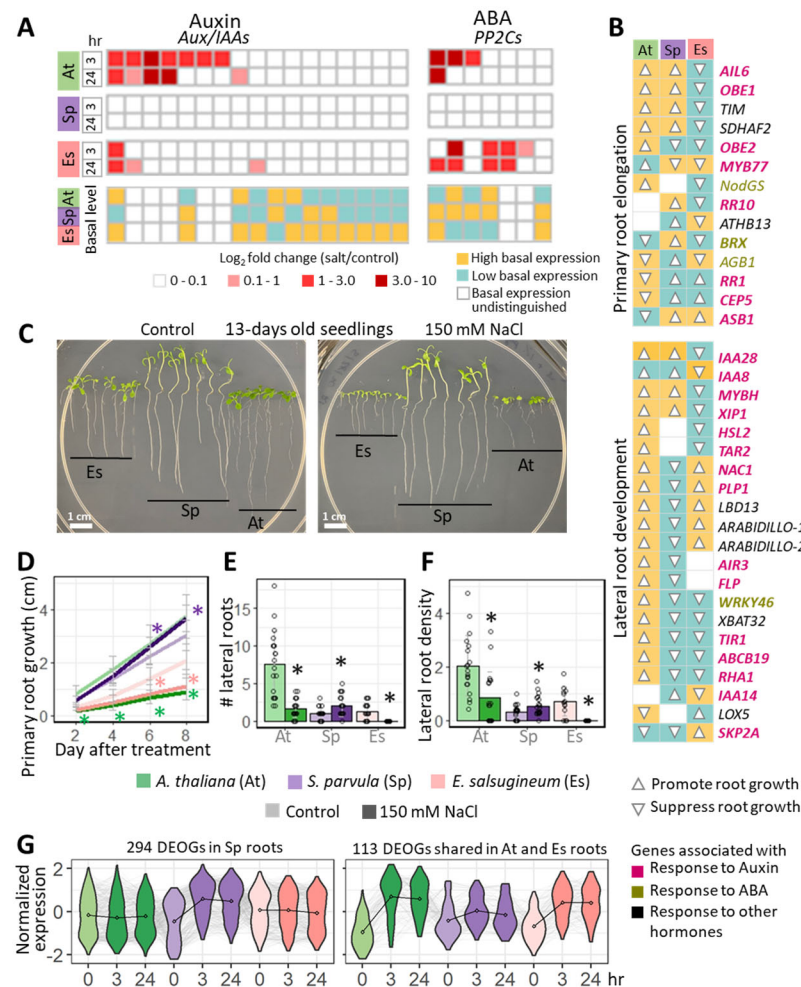 A
Auxin
Aux/IAAs
ABA
PP2Cs
hr
At
3
24
Sp
3
24
Es
3
24
Es Sp At
Basal level
Log2 fold change (salt/control)
0 - 0.1
0.1 - 1
1 - 3.0
3.0 - 10
High basal expression
Low basal expression
Basal expression
undistinguished
B
At Sp Es
Primary root elongation
AIL6
OBE1
TIM
SDHAF2
OBE2
MYB77
NodGS
RR10
ATHB13
BRX
AGB1
RR1
CEP5
ASB1
Lateral root development
IAA28
IAA8
MYBH
XIP1
HSL2
TAR2
NAC1
PLP1
LBD13
ARABIDILLO-1
ARABIDILLO-2
AIR3
FLP
WRKY46
XBAT32
TIR1
ABCB19
RHA1
IAA14
LOX5
SKP2A
Promote root growth
Suppress root growth
Genes associated with
Response to Auxin
Response to ABA
Response to other
hormones
C
Control
13-days old seedlings
150 mM NaCl
Es
Sp
At
1 cm
Es
Sp
At
1 cm
D
Primary root growth (cm)
4
2
0
2 4 6 8
Day after treatment
* * * * * * *
E
# lateral roots
15
10
5
0
* * *
At Sp Es
F
Lateral root density
4
2
0
* * *
At Sp Es
A. thaliana (At)
S. parvula (Sp)
E. salsugineum (Es)
Control
150 mM NaCl
G
294 DEOGs in Sp roots
113 DEOGs shared in At and Es roots
Normalized
expression
2
0
-2
0 3 24 0 3 24 0 3 24
0 3 24 0 3 24 0 3 24 hr